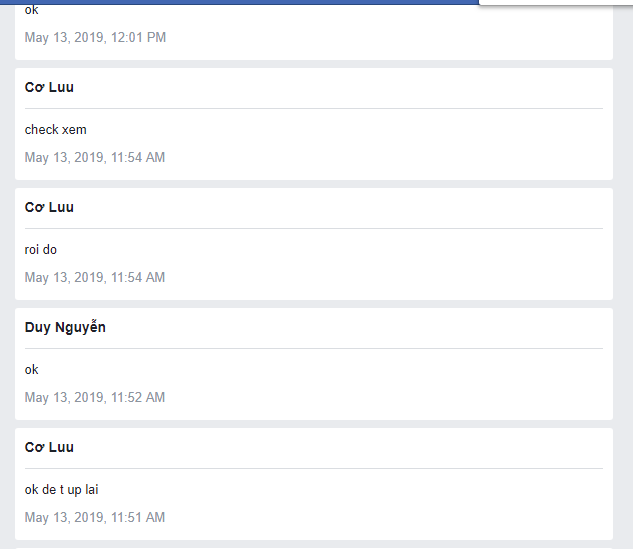 ok
May 13, 2019, 12:01 PM
Cơ Luu
check xem
May 13, 2019, 11:54 AM
Cơ Luu
roi do
May 13, 2019, 11:54 AM
Duy Nguyễn
ok
May 13, 2019, 11:52 AM
Cơ Luu
ok de t up lai
May 13, 2019, 11:51 AM